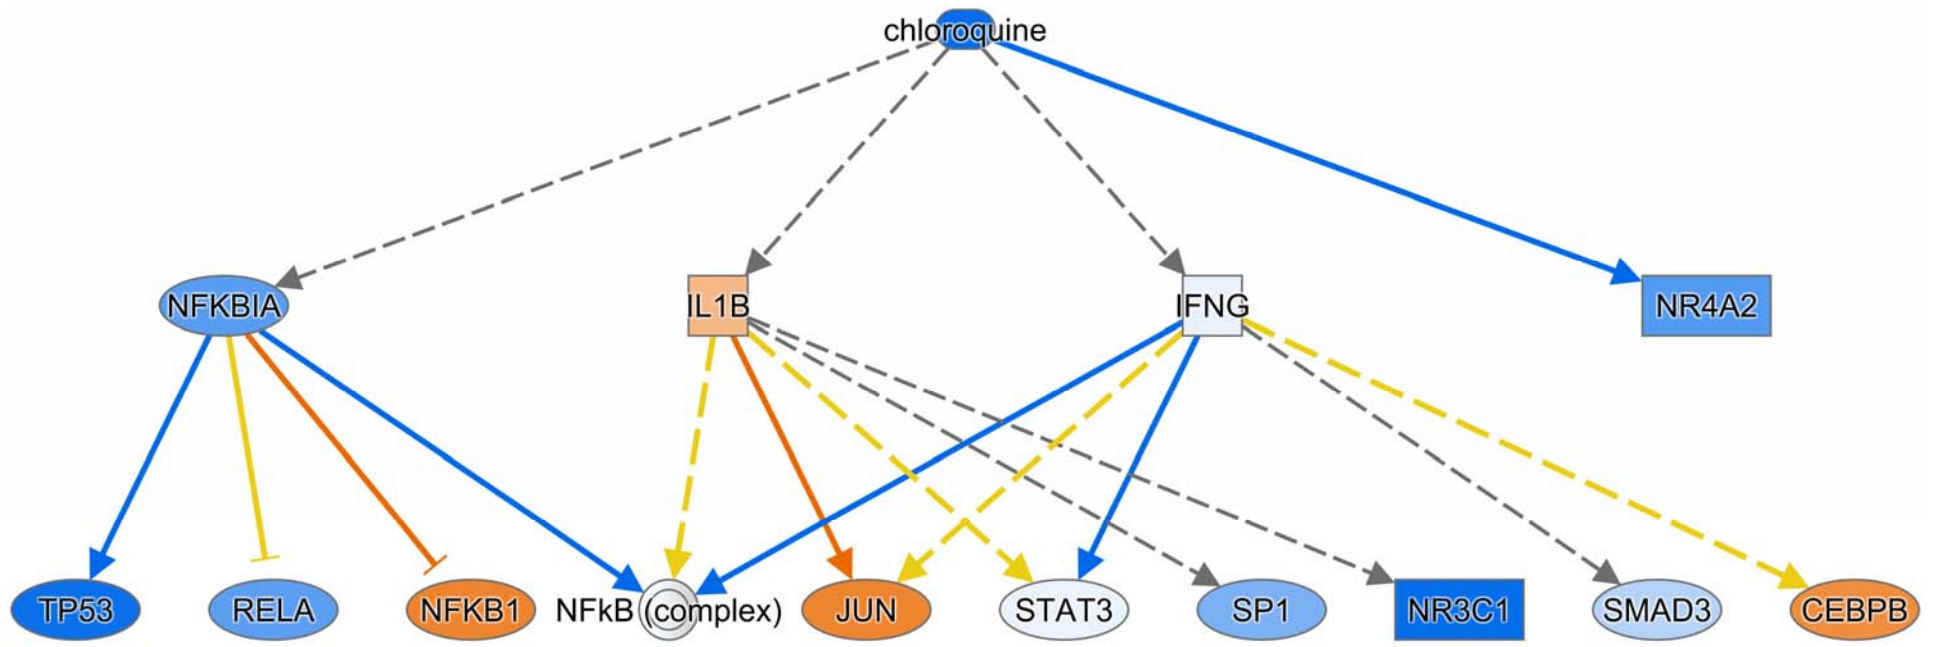 chloroquine
NFKBIA
IL1B
IFNG
NR4A2
TP53
RELA
NFKB1
NFkB (complex)
JUN
STAT3
SP1
NR3C1
SMAD3
CEBPB